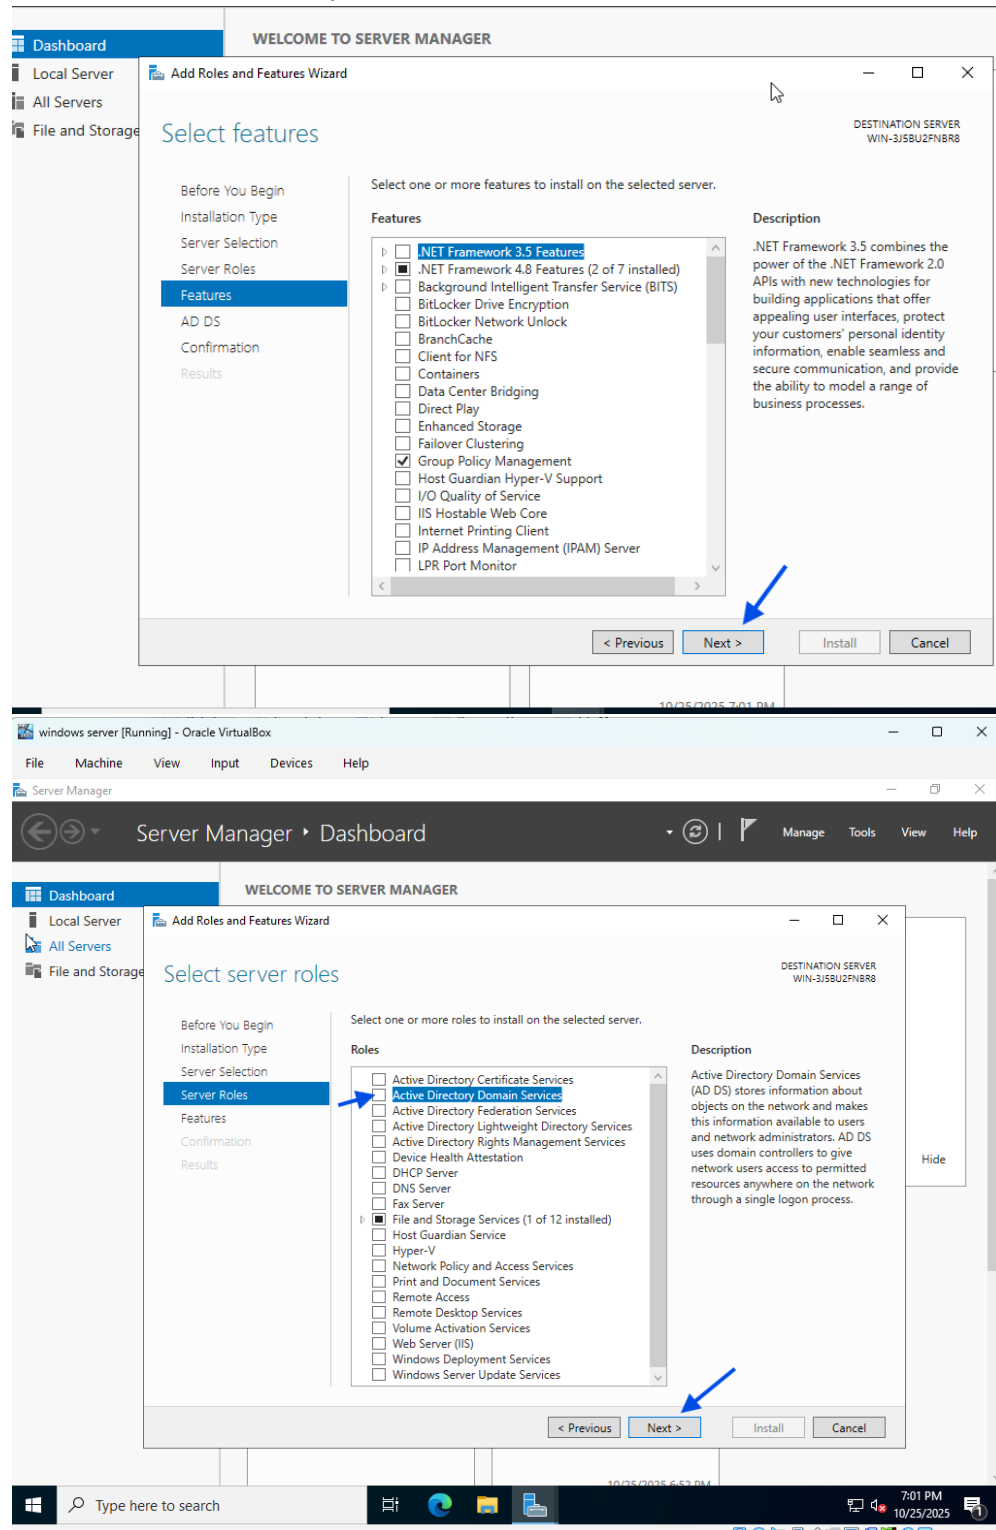 Dashboard
WELCOME TO SERVER MANAGER
Local Server
All Servers
File and Storage
Add Roles and Features Wizard
Select features
DESTINATION SERVER
WIN-3J5BU2FNBR8
Before You Begin
Installation Type
Server Selection
Server Roles
Features
AD DS
Confirmation
Results
Select one or more features to install on the selected server.
Features
.NET Framework 3.5 Features
.NET Framework 4.8 Features (2 of 7 installed)
Background Intelligent Transfer Service (BITS)
BitLocker Drive Encryption
BitLocker Network Unlock
BranchCache
Client for NFS
Containers
Data Center Bridging
Direct Play
Enhanced Storage
Failover Clustering
Group Policy Management
Host Guardian Hyper-V Support
I/O Quality of Service
IIS Hostable Web Core
Internet Printing Client
IP Address Management (IPAM) Server
LPR Port Monitor
Description
.NET Framework 3.5 combines the
power of the .NET Framework 2.0
APIs with new technologies for
building applications that offer
appealing user interfaces, protect
your customers' personal identity
information, enable seamless and
secure communication, and provide
the ability to model a range of
business processes.
< Previous
Next >
Install
Cancel
10/25/2025 7:01 PM
windows server [Running] - Oracle VirtualBox
File Machine View Input Devices Help
Server Manager
Server Manager ‣ Dashboard
Manage Tools View Help
Dashboard
WELCOME TO SERVER MANAGER
Local Server
All Servers
File and Storage
Add Roles and Features Wizard
Select server roles
DESTINATION SERVER
WIN-3J5BU2FNBR8
Before You Begin
Installation Type
Server Selection
Server Roles
Features
Confirmation
Results
Select one or more roles to install on the selected server.
Roles
Active Directory Certificate Services
Active Directory Domain Services
Active Directory Federation Services
Active Directory Lightweight Directory Services
Active Directory Rights Management Services
Device Health Attestation
DHCP Server
DNS Server
Fax Server
File and Storage Services (1 of 12 installed)
Host Guardian Service
Hyper-V
Network Policy and Access Services
Print and Document Services
Remote Access
Remote Desktop Services
Volume Activation Services
Web Server (IIS)
Windows Deployment Services
Windows Server Update Services
Description
Active Directory Domain Services
(AD DS) stores information about
objects on the network and makes
this information available to users
and network administrators. AD DS
uses domain controllers to give
network users access to permitted
resources anywhere on the network
through a single logon process.
Hide
< Previous
Next >
Install
Cancel
10/25/2025 6:52 PM
Type here to search
7:01 PM
10/25/2025
1